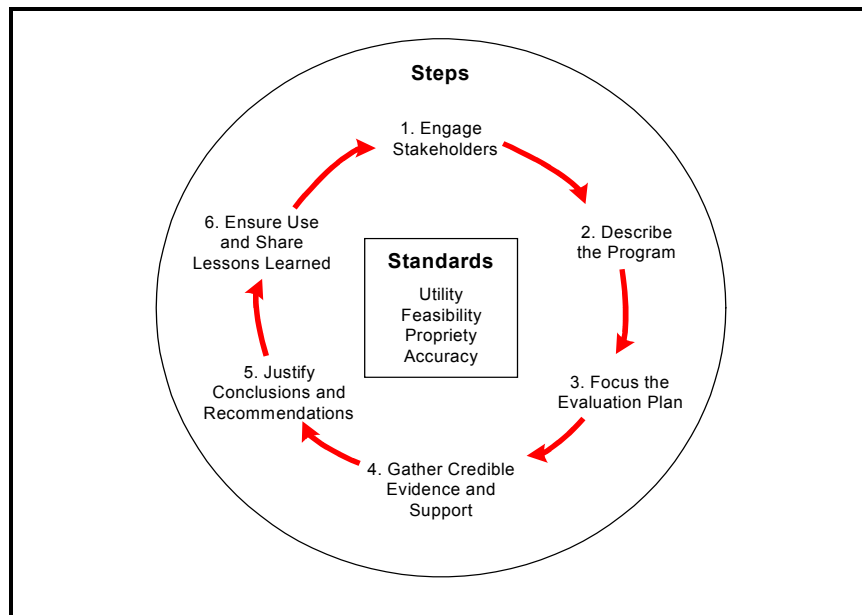 Steps
1. Engage
Stakeholders
2. Describe
the Program
3. Focus the
Evaluation Plan
4. Gather Credible
Evidence and
Support
5. Justify
Conclusions and
Recommendations
6. Ensure Use
and Share
Lessons Learned
Standards
Utility
Feasibility
Propriety
Accuracy